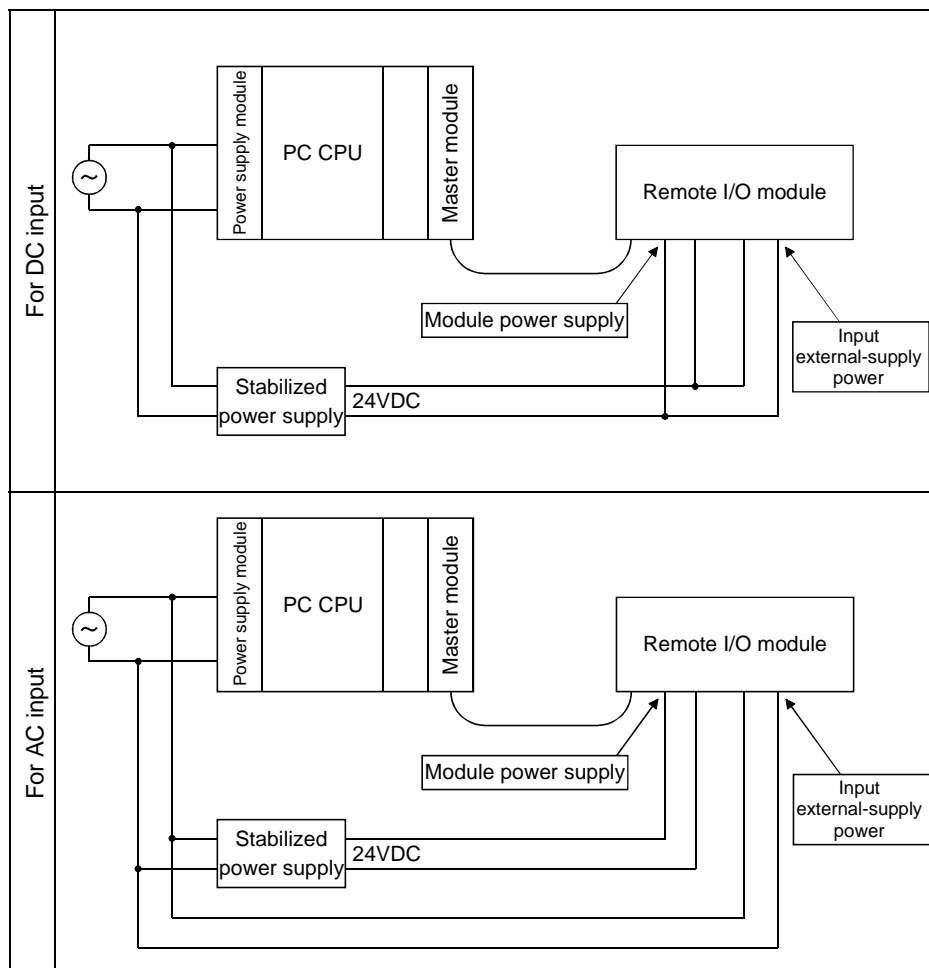 For DC input
Power supply module
PC CPU
Master module
Remote I/O module
Module power supply
Input
external-supply
power
Stabilized
power supply
24VDC
For AC input
Power supply module
PC CPU
Master module
Remote I/O module
Module power supply
Input
external-supply
power
Stabilized
power supply
24VDC